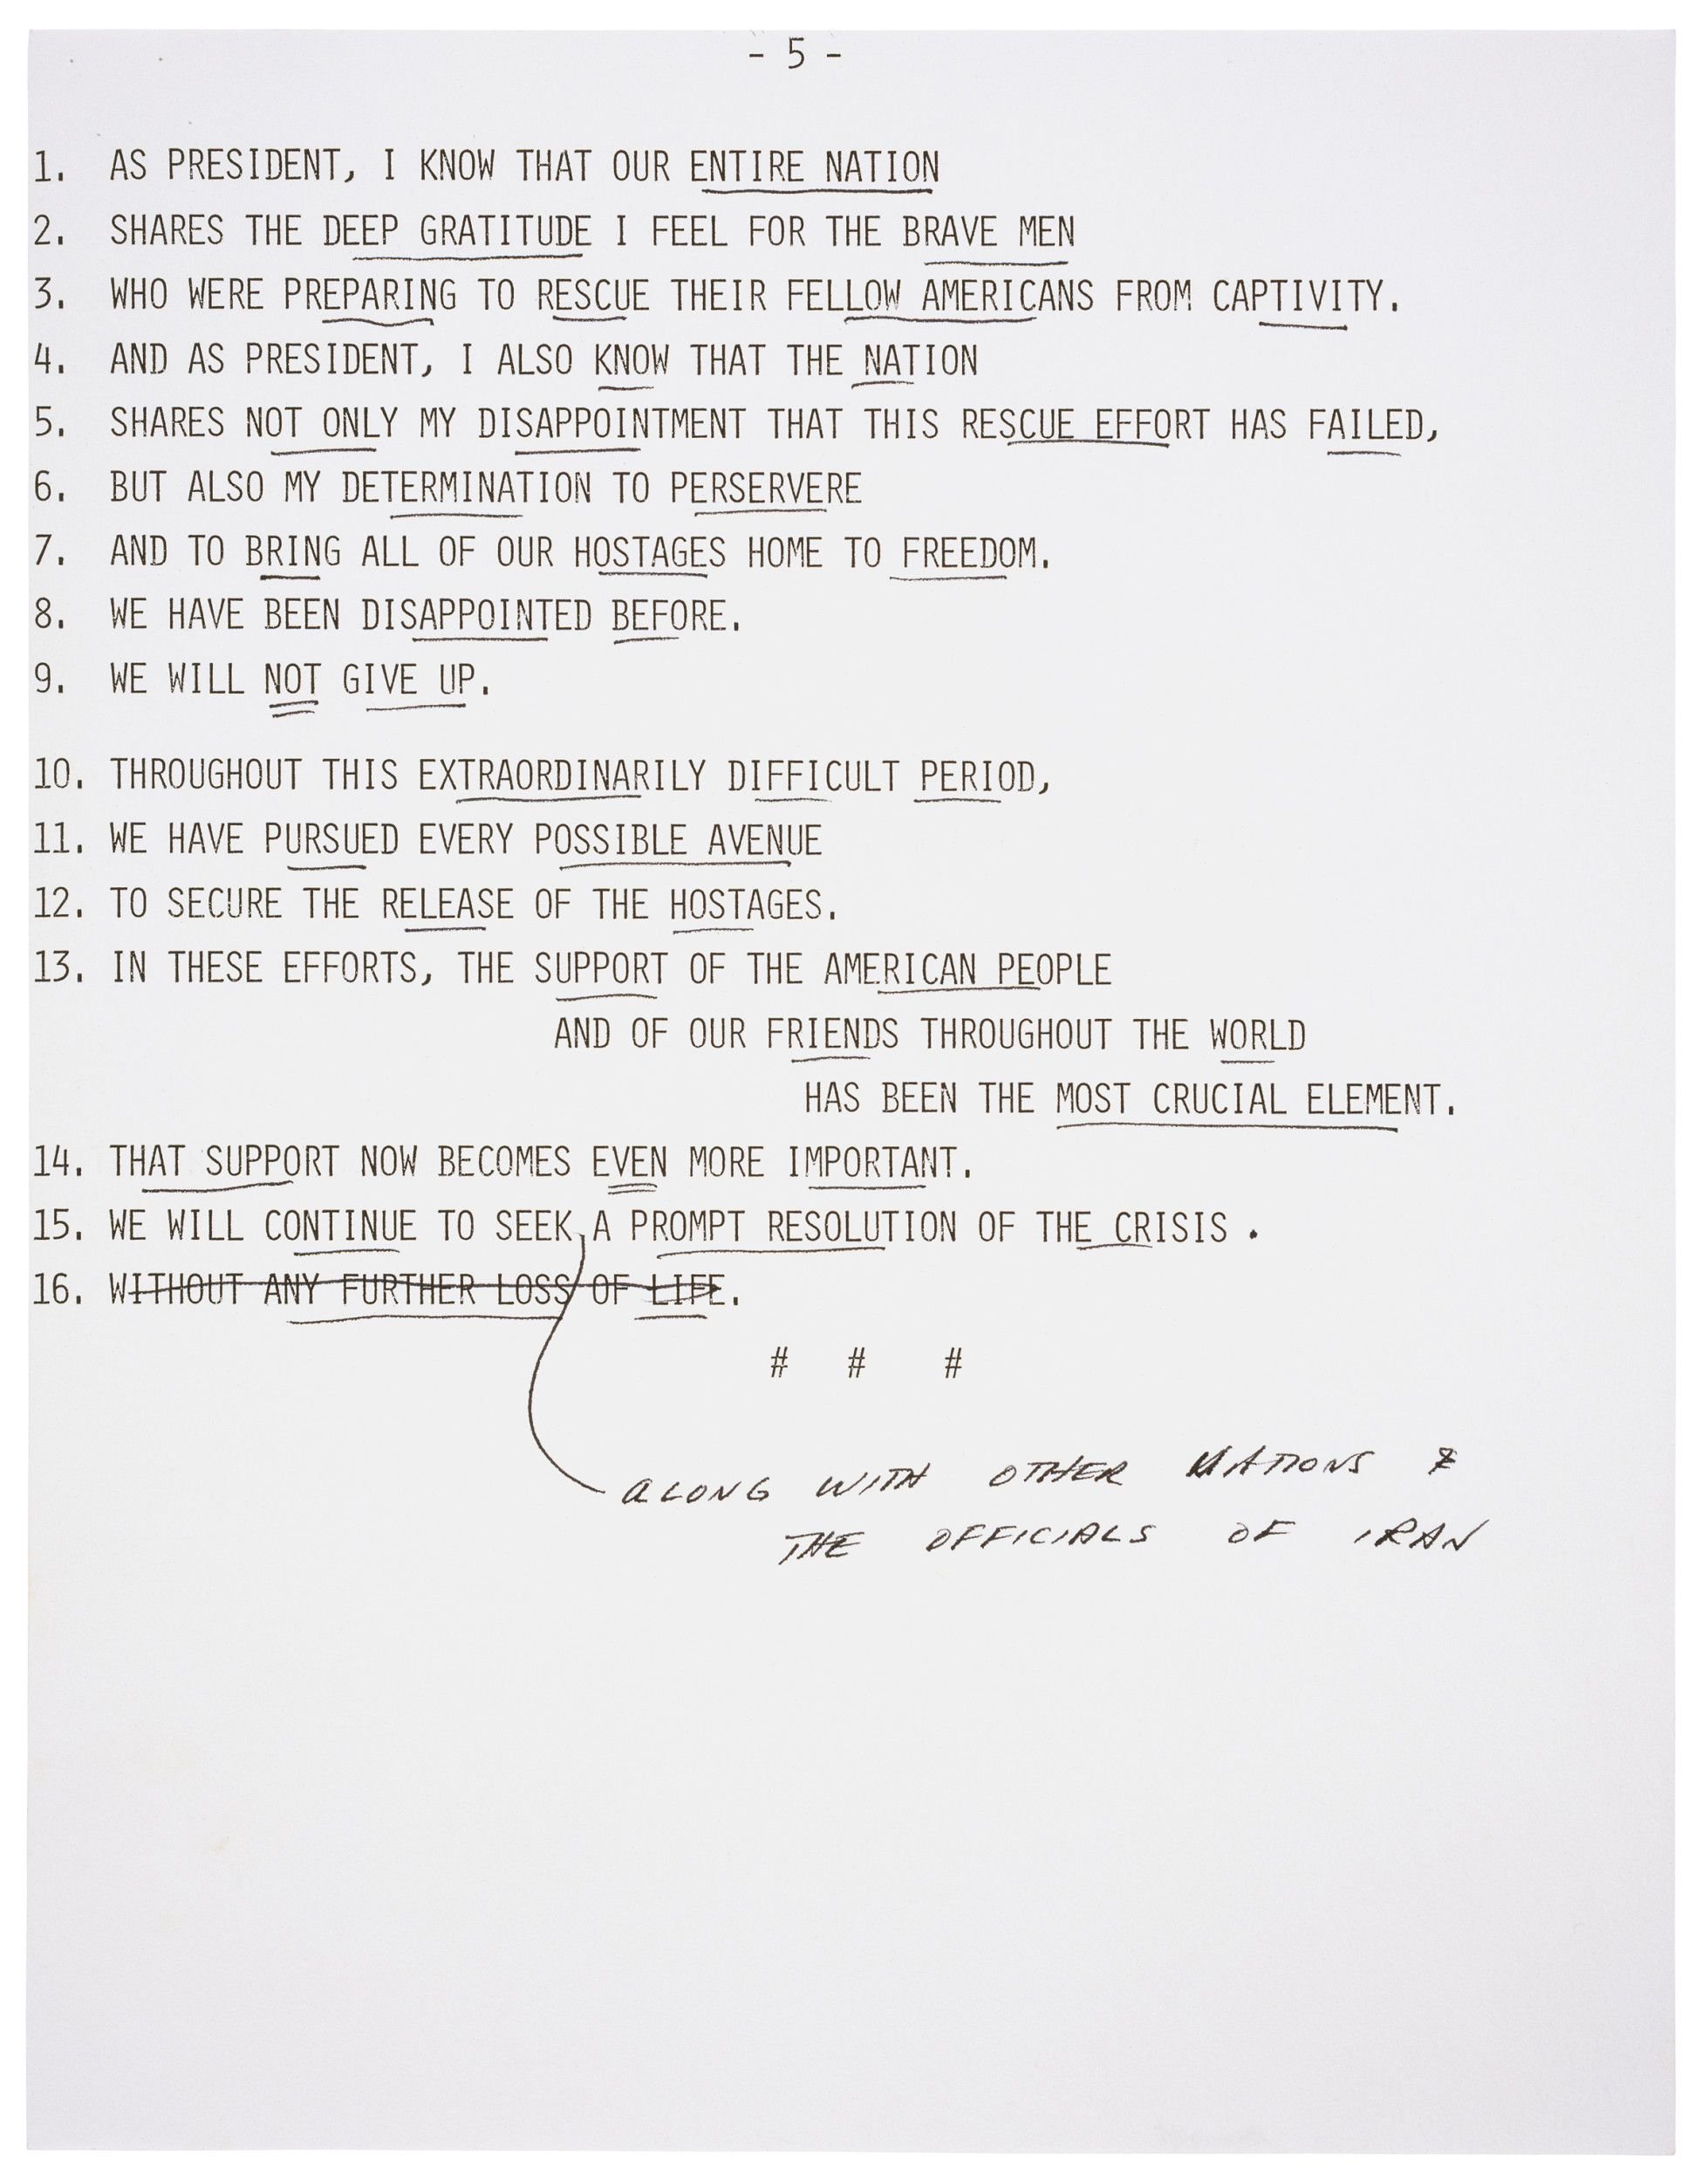 - 5 -
1. AS PRESIDENT, I KNOW THAT OUR ENTIRE NATION
2. SHARES THE DEEP GRATITUDE I FEEL FOR THE BRAVE MEN
3. WHO WERE PREPARING TO RESCUE THEIR FELLOW AMERICANS FROM CAPTIVITY.
4. AND AS PRESIDENT, I ALSO KNOW THAT THE NATION
5. SHARES NOT ONLY MY DISAPPOINTMENT THAT THIS RESCUE EFFORT HAS FAILED,
6. BUT ALSO MY DETERMINATION TO PERSERVERE
7. AND TO BRING ALL OF OUR HOSTAGES HOME TO FREEDOM.
8. WE HAVE BEEN DISAPPOINTED BEFORE.
9. WE WILL NOT GIVE UP.
10. THROUGHOUT THIS EXTRAORDINARILY DIFFICULT PERIOD,
11. WE HAVE PURSUED EVERY POSSIBLE AVENUE
12. TO SECURE THE RELEASE OF THE HOSTAGES.
13. IN THESE EFFORTS, THE SUPPORT OF THE AMERICAN PEOPLE
AND OF OUR FRIENDS THROUGHOUT THE WORLD
HAS BEEN THE MOST CRUCIAL ELEMENT.
14. THAT SUPPORT NOW BECOMES EVEN MORE IMPORTANT.
15. WE WILL CONTINUE TO SEEK, A PROMPT RESOLUTION OF THE CRISIS .
16. WITHOUT ANY FURTHER LOSS OF LIFE.
# # #
ALONG WITH OTHER NATIONS &
THE OFFICIALS OF IRAN